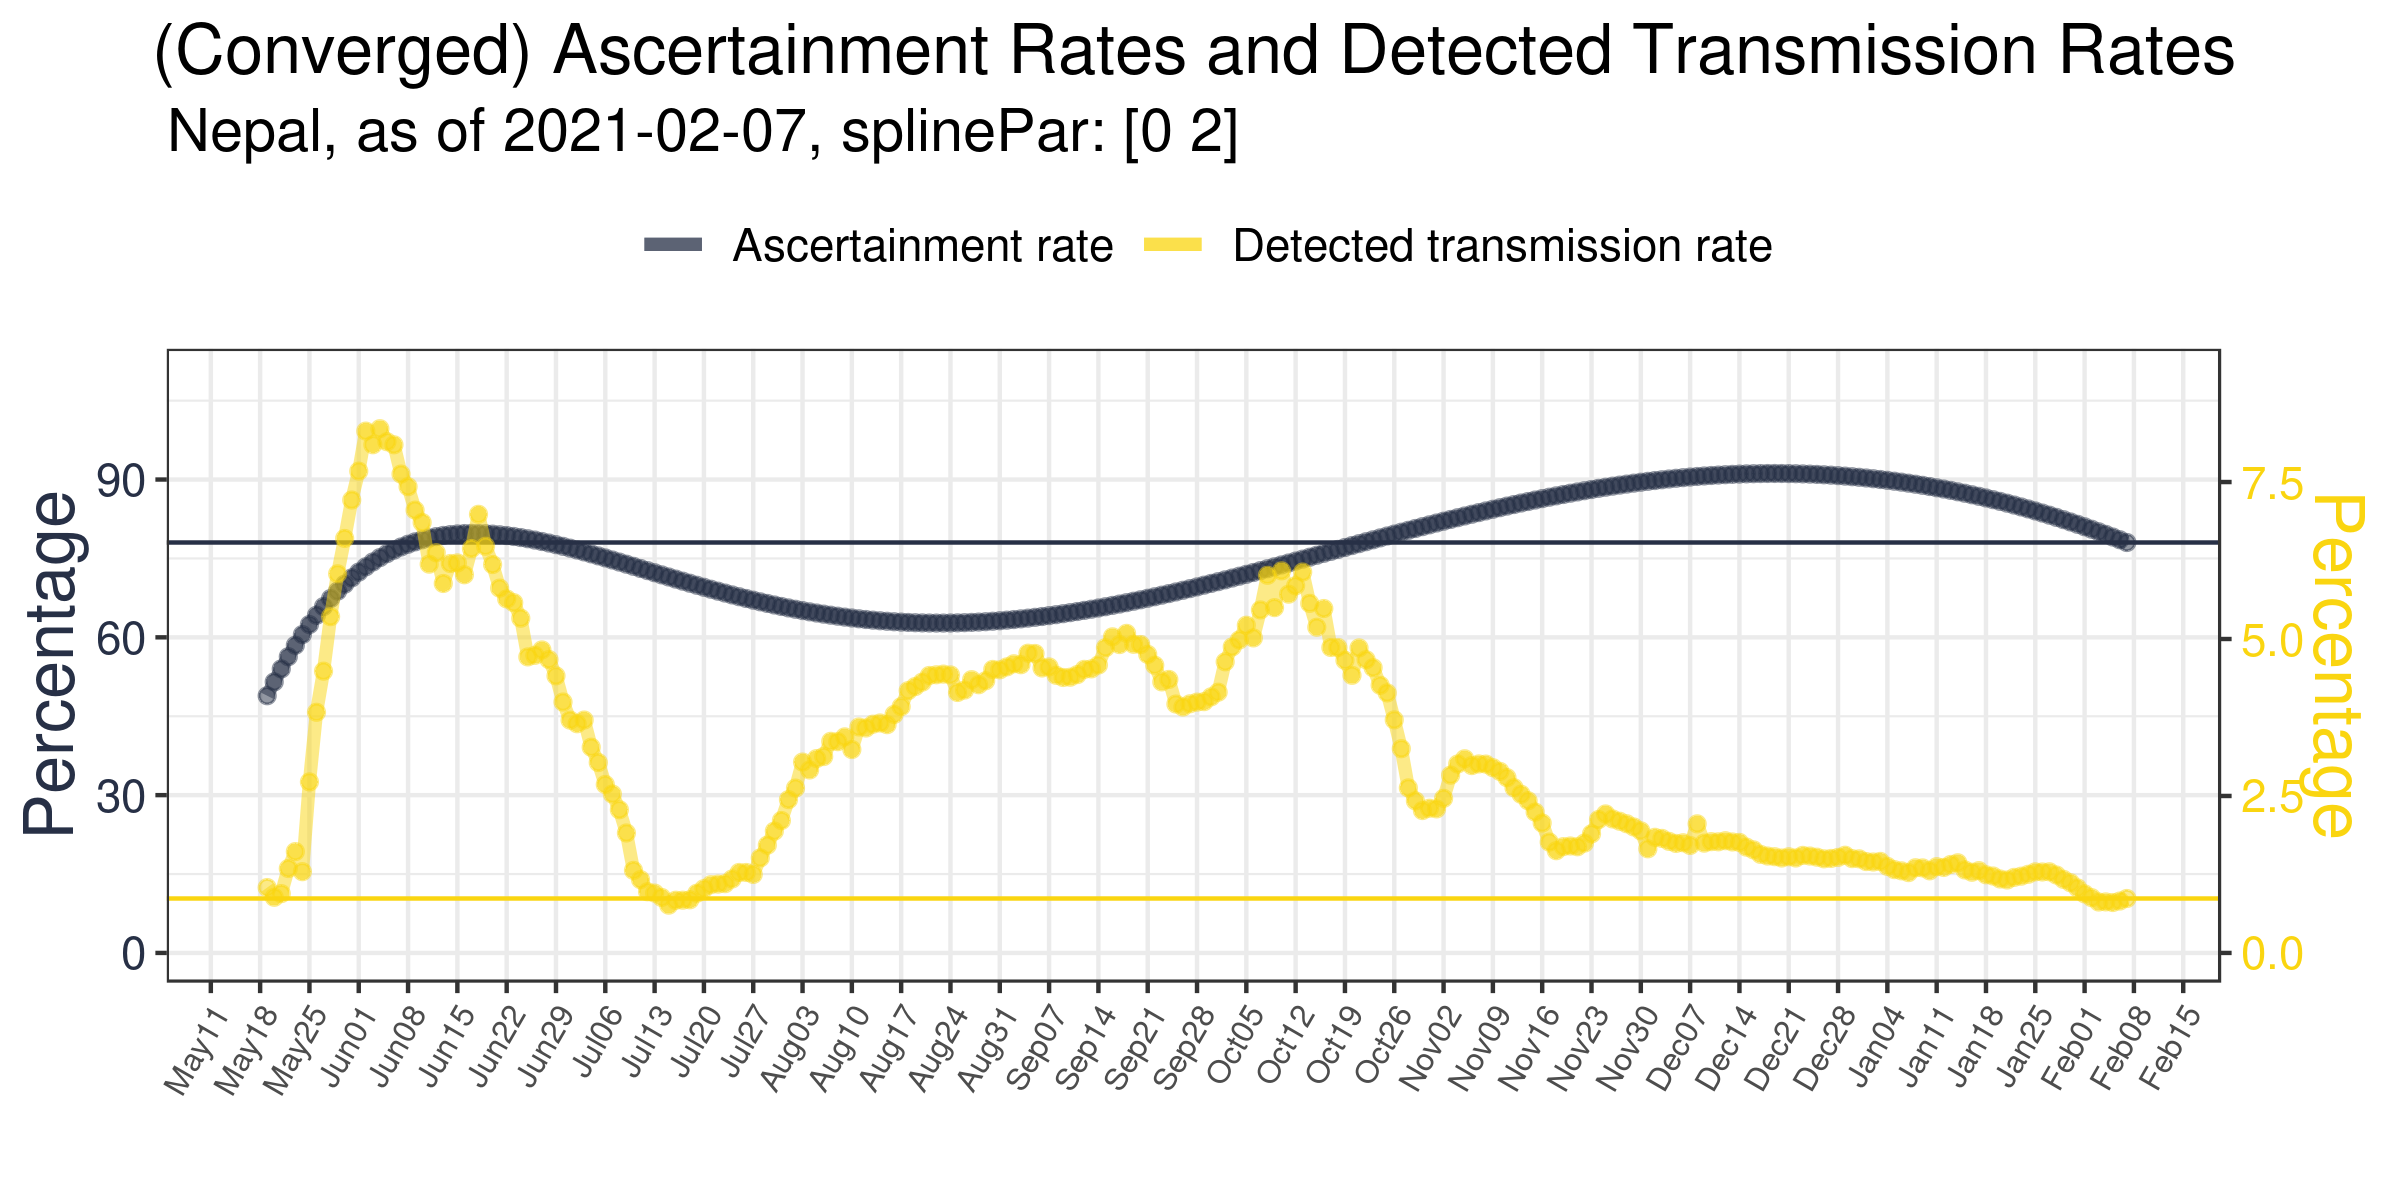 (Converged) Ascertainment Rates and Detected Transmission Rates
Nepal, as of 2021-02-07, splinePar: [0 2]
Ascertainment rate
Detected transmission rate
Percentage
90
60
30
0
7.5
5.0
2.5
0.0
Percentage
May11
May18
May25
Jun01
Jun08
Jun15
Jun22
Jun29
Jul06
Jul13
Jul20
Jul27
Aug03
Aug10
Aug17
Aug24
Aug31
Sep07
Sep14
Sep21
Sep28
Oct05
Oct12
Oct19
Oct26
Nov02
Nov09
Nov16
Nov23
Nov30
Dec07
Dec14
Dec21
Dec28
Jan04
Jan11
Jan18
Jan25
Feb01
Feb08
Feb15